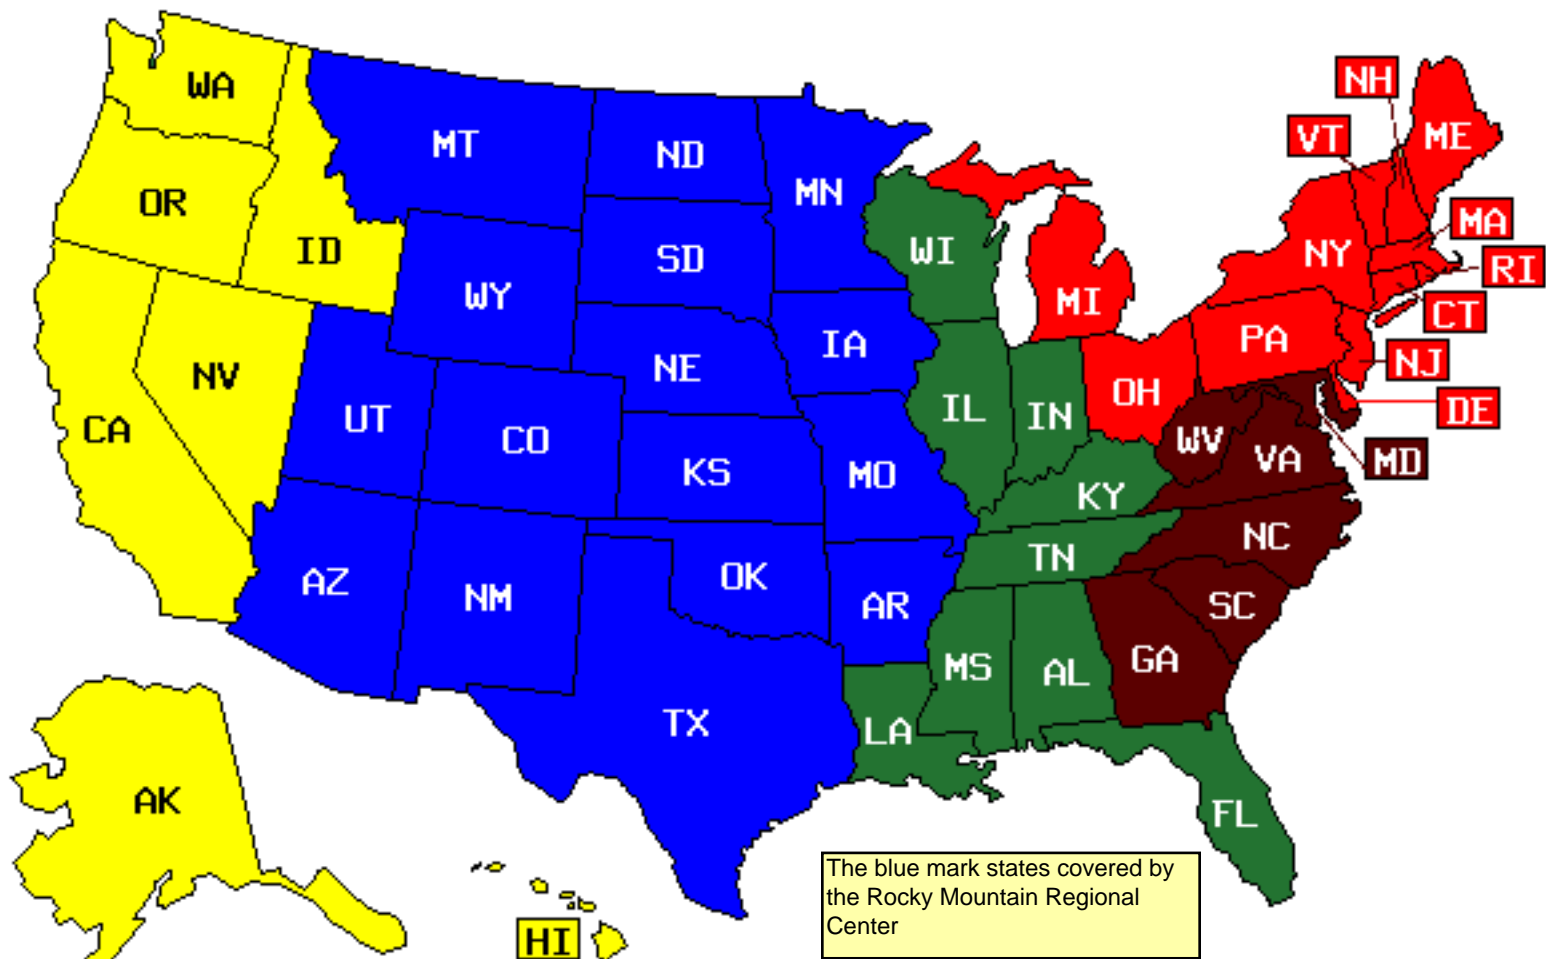 WA
OR
ID
CA
NV
MT
WY
UT
CO
AZ
NM
ND
SD
NE
KS
OK
TX
MN
IA
MO
AR
LA
WI
IL
IN
MI
OH
KY
TN
MS
AL
GA
FL
SC
NC
VA
WV
PA
NY
VT
NH
ME
MA
RI
CT
NJ
DE
MD
AK
HI
The blue mark states covered by
the Rocky Mountain Regional
Center